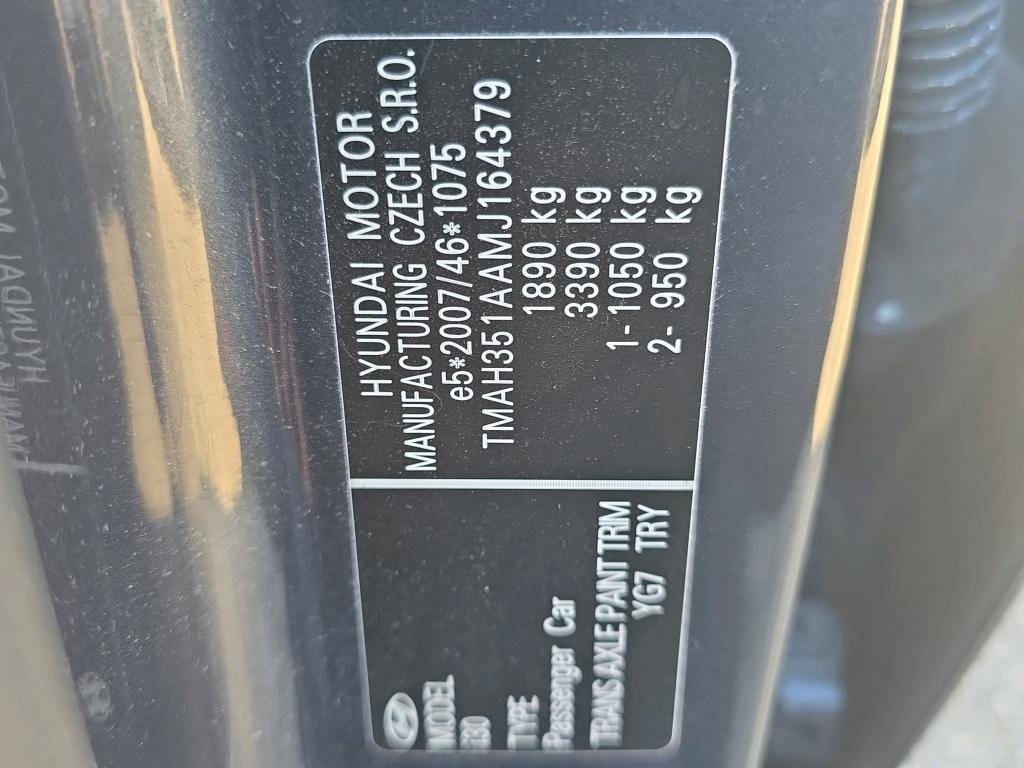 HYUNDAI MOTOR
MANUFACTURING CZECH S.R.O.
e5*2007/46*1075
TMAH351AAMJ164379
1890 kg
3390 kg
1- 1050 kg
2- 950 kg
MODEL
i30
TYPE
Passenger Car
TRANS AXLE PAINT TRIM
YG7 TRY